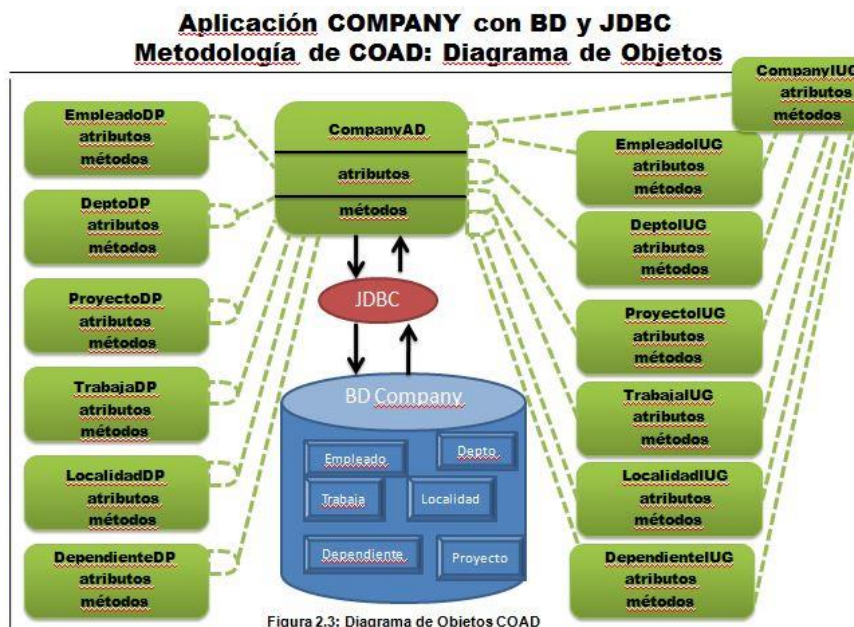 Aplicación COMPANY con BD y JDBC
Metodología de COAD: Diagrama de Objetos
EmpleadoDP
atributos
métodos
DeptoDP
atributos
métodos
ProyectoDP
atributos
métodos
TrabajaDP
atributos
métodos
LocalidadDP
atributos
métodos
DependienteDP
atributos
métodos
CompanyAD
atributos
métodos
JDBC
BD Company
Empleado
Depto
Trabaja
Localidad
Dependiente
Proyecto
CompanyIUG
atributos
métodos
EmpleadoIUG
atributos
métodos
DeptoIUG
atributos
métodos
ProyectoIUG
atributos
métodos
TrabajaIUG
atributos
métodos
LocalidadIUG
atributos
métodos
DependienteIUG
atributos
métodos
Figura 2.3: Diagrama de Objetos COAD